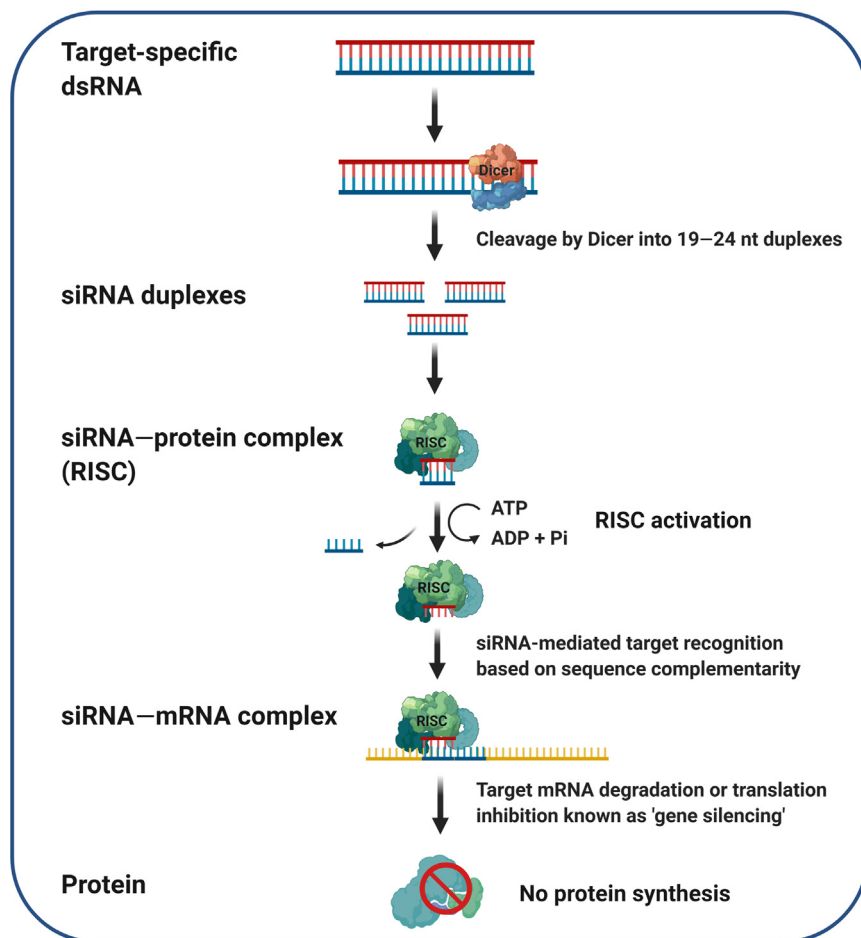 Target-specific
dsRNA
Dicer
Cleavage by Dicer into 19–24 nt duplexes
siRNA duplexes
siRNA–protein complex
(RISC)
RISC
ATP
ADP + Pi
RISC activation
RISC
siRNA-mediated target recognition
based on sequence complementarity
siRNA–mRNA complex
RISC
Target mRNA degradation or translation
inhibition known as 'gene silencing'
Protein
No protein synthesis